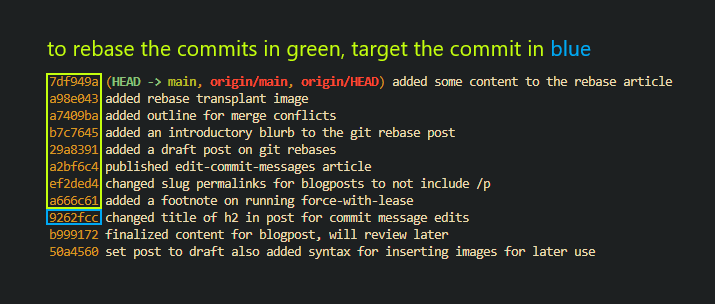 to rebase the commits in green, target the commit in blue
7df949a (HEAD -> main, origin/main, origin/HEAD) added some content to the rebase article
a98e043 added rebase transplant image
a7409ba added outline for merge conflicts
b7c7645 added an introductory blurb to the git rebase post
29a8391 added a draft post on git rebases
a2bf6c4 published edit-commit-messages article
ef2ded4 changed slug permalinks for blogposts to not include /p
a666c61 added a footnote on running force-with-lease
9262fcc changed title of h2 in post for commit message edits
b999172 finalized content for blogpost, will review later
50a4560 set post to draft also added syntax for inserting images for later use